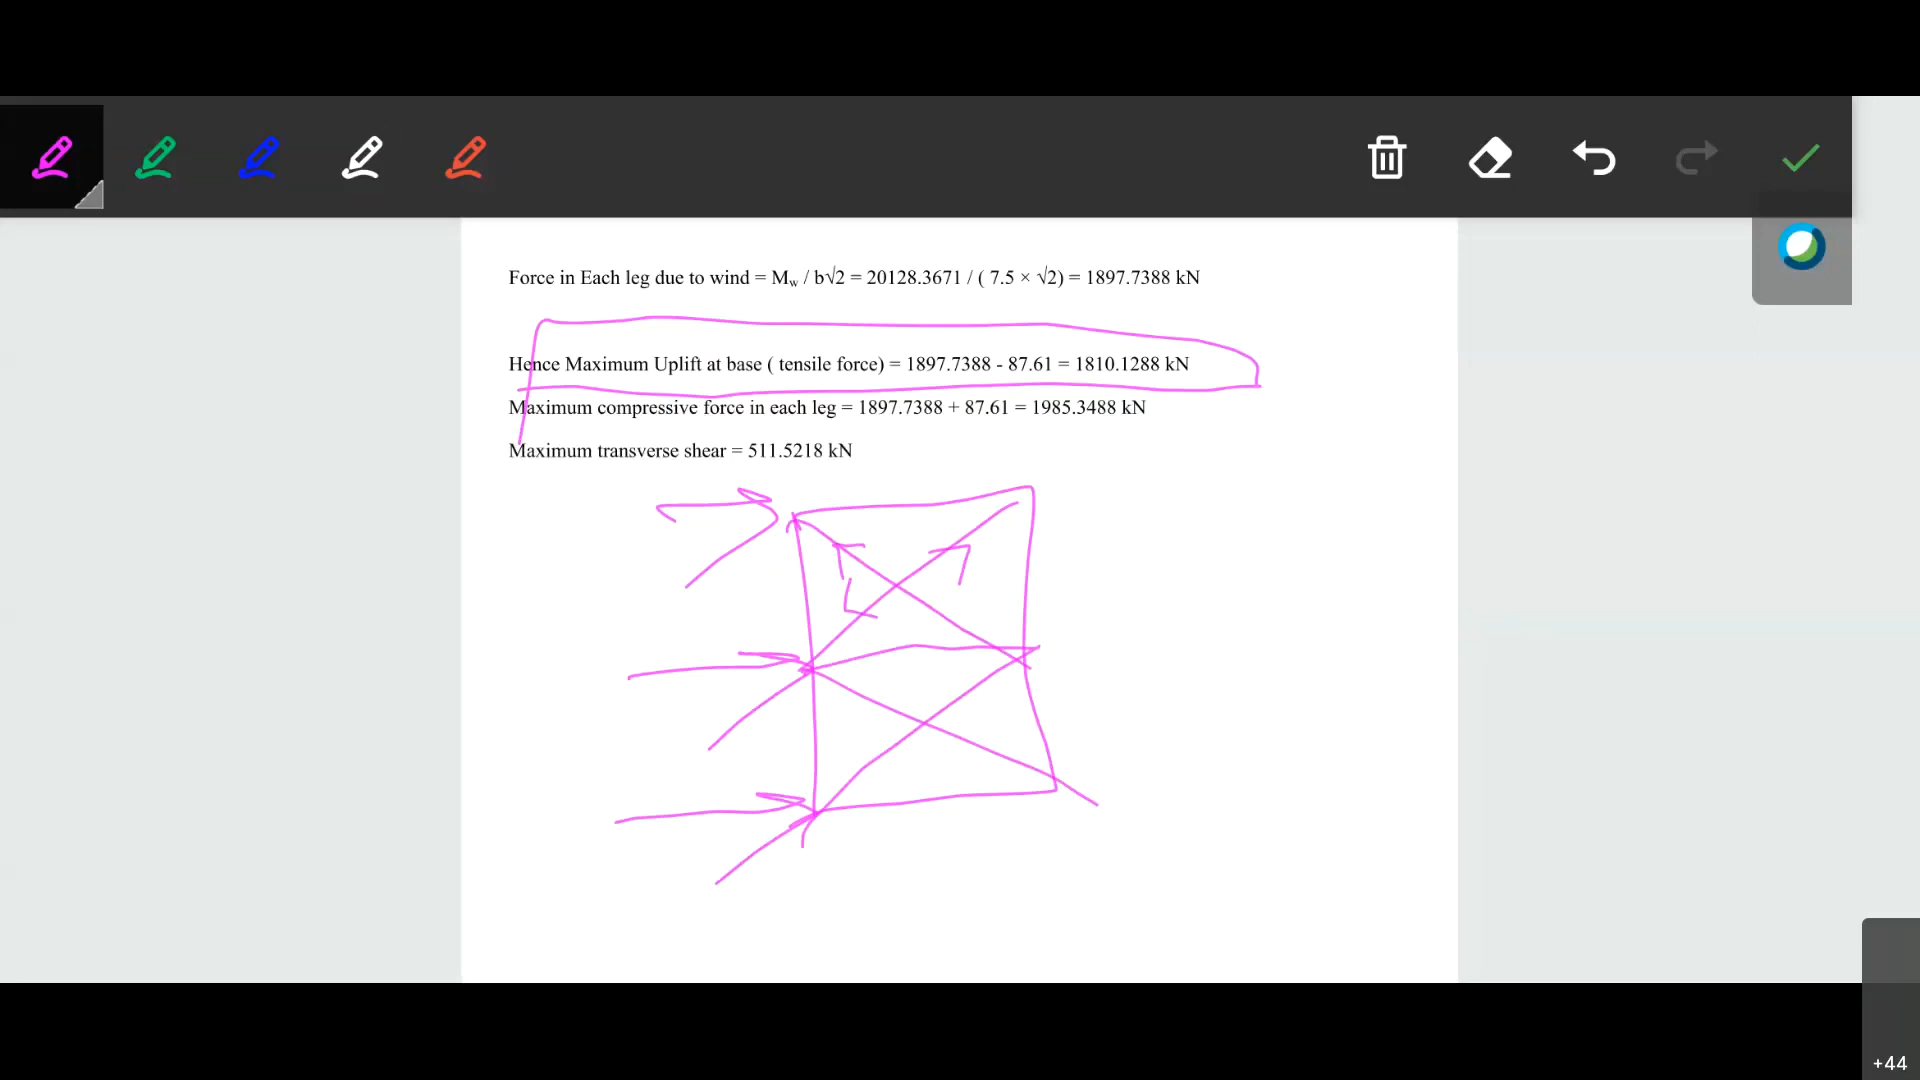 Force in Each leg due to wind = Mw / b√2 = 20128.3671 / ( 7.5 × √2) = 1897.7388 kN
Hence Maximum Uplift at base ( tensile force) = 1897.7388 - 87.61 = 1810.1288 kN
Maximum compressive force in each leg = 1897.7388 + 87.61 = 1985.3488 kN
Maximum transverse shear = 511.5218 kN
+44